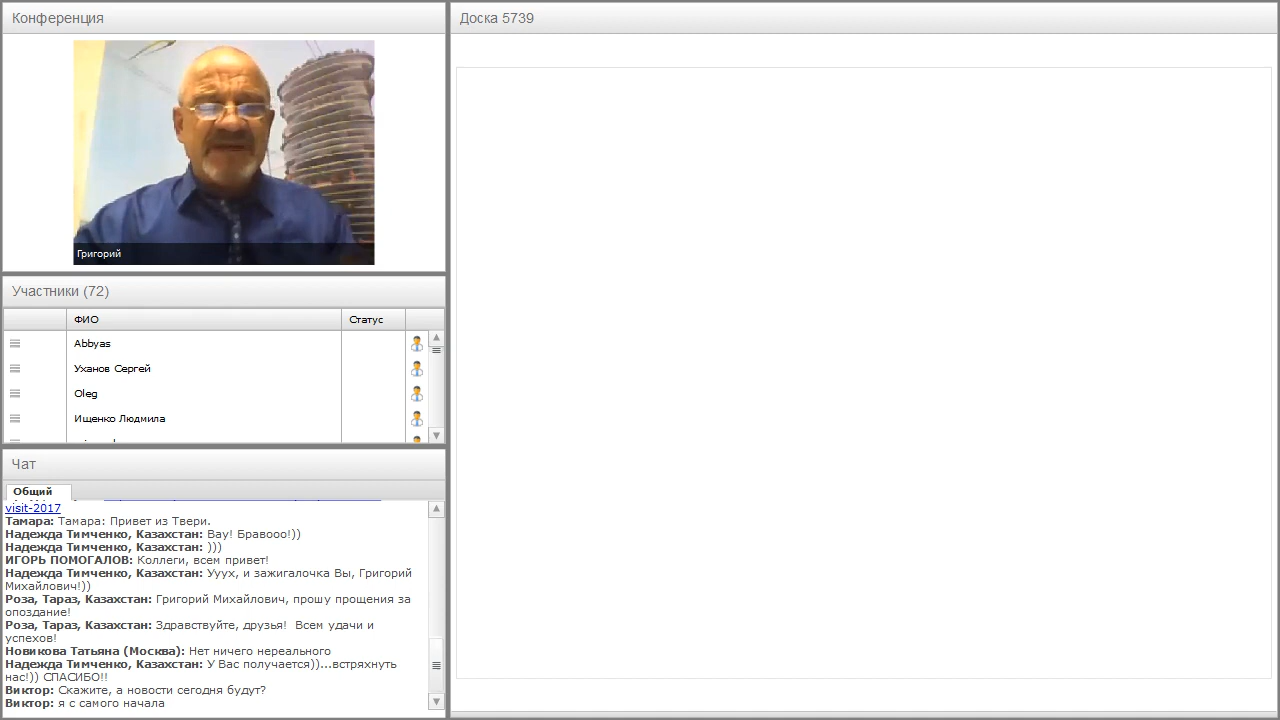 Конференция
Григорий
Участники (72)
ФИО
Статус
Abbyas
Уханов Сергей
Oleg
Ищенко Людмила
Чат
Общий
visit-2017
Тамара: Тамара: Привет из Твери.
Надежда Тимченко, Казахстан: Вау! Бравооо!))
Надежда Тимченко, Казахстан: )))
ИГОРЬ ПОМОГАЛОВ: Коллеги, всем привет!
Надежда Тимченко, Казахстан: Ууух, и зажигалочка Вы, Григорий
Михайлович!))
Роза, Тараз, Казахстан: Григорий Михайлович, прошу прощения за
опоздание!
Роза, Тараз, Казахстан: Здравствуйте, друзья!  Всем удачи и
успехов!
Новикова Татьяна (Москва): Нет ничего нереального
Надежда Тимченко, Казахстан: У Вас получается))...встряхнуть
нас!)) СПАСИБО!!
Виктор: Скажите, а новости сегодня будут?
Виктор: я с самого начала
Доска 5739